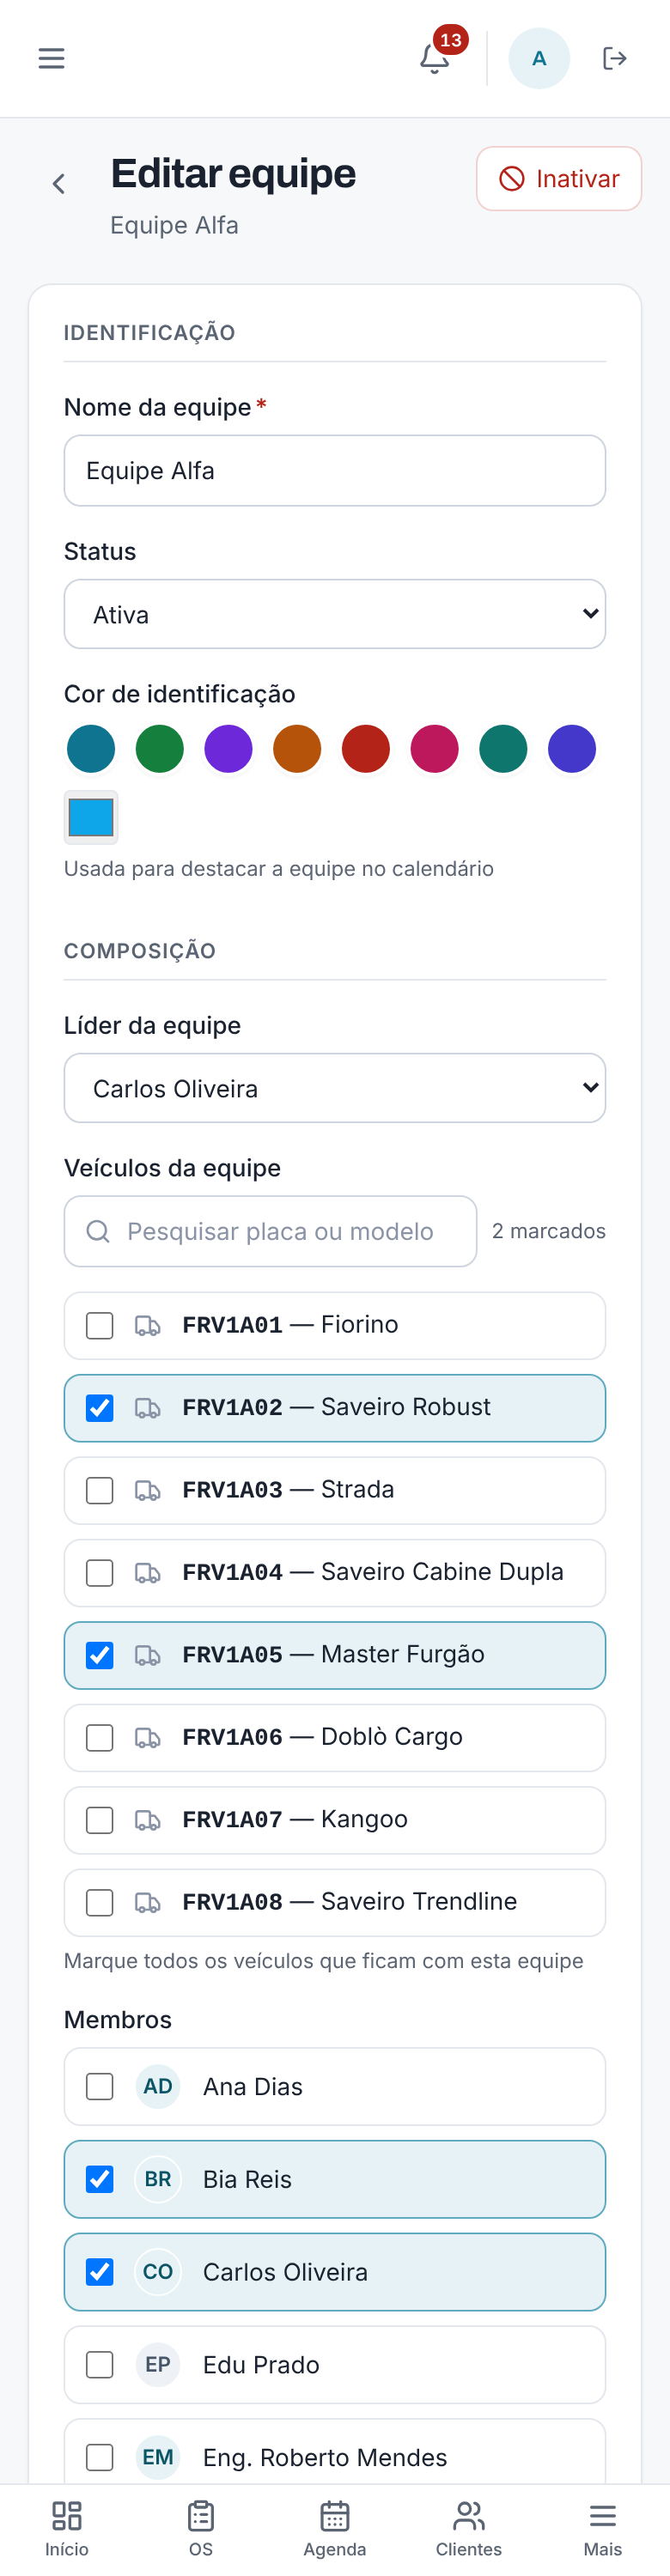 13
A
Editar equipe
Inativar
Equipe Alfa
IDENTIFICAÇÃO
Nome da equipe *
Equipe Alfa
Status
Ativa
Cor de identificação
Usada para destacar a equipe no calendário
COMPOSIÇÃO
Líder da equipe
Carlos Oliveira
Veículos da equipe
Pesquisar placa ou modelo
2 marcados
FRV1A01 — Fiorino
FRV1A02 — Saveiro Robust
FRV1A03 — Strada
FRV1A04 — Saveiro Cabine Dupla
FRV1A05 — Master Furgão
FRV1A06 — Doblò Cargo
FRV1A07 — Kangoo
FRV1A08 — Saveiro Trendline
Marque todos os veículos que ficam com esta equipe
Membros
AD Ana Dias
BR Bia Reis
CO Carlos Oliveira
EP Edu Prado
EM Eng. Roberto Mendes
Início
OS
Agenda
Clientes
Mais